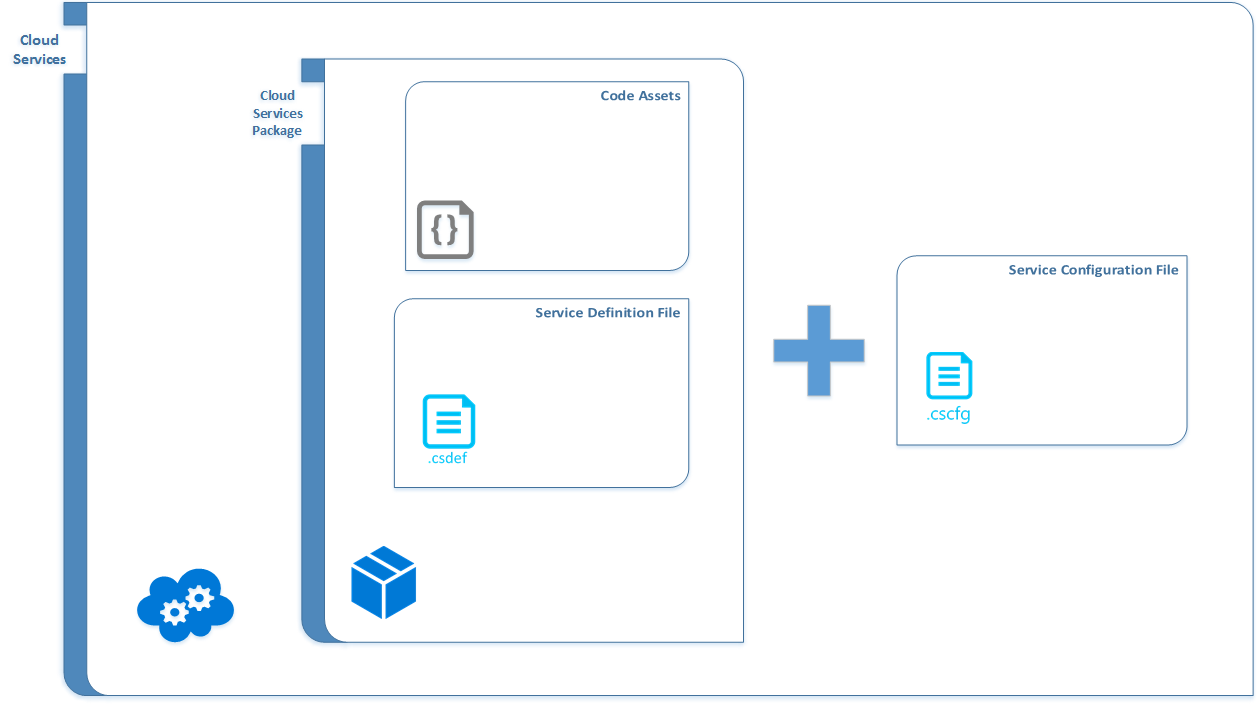 Cloud
Services
Cloud
Services
Package
Code Assets
{}
Service Definition File
.csdef
Service Configuration File
.cscfg